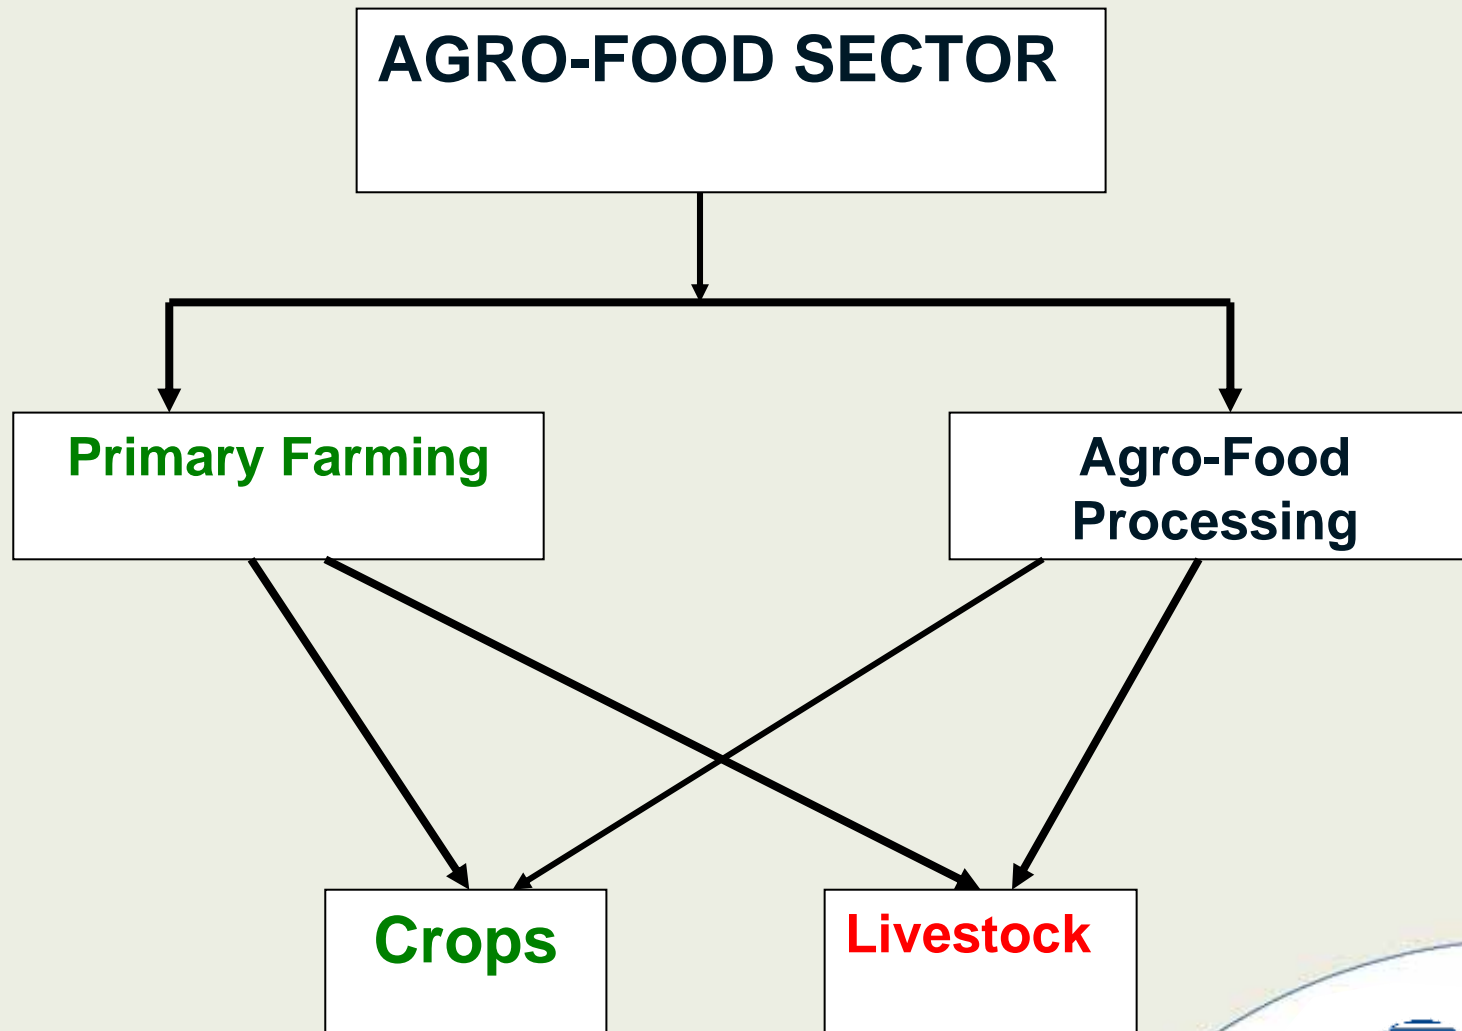 AGRO-FOOD SECTOR
Primary Farming
Agro-Food
Processing
Crops
Livestock